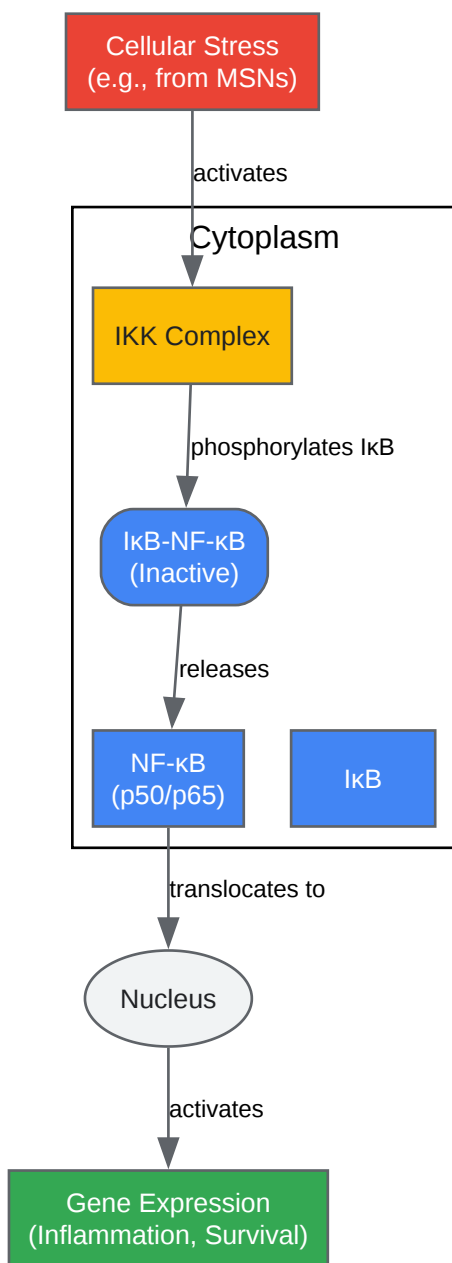 Cellular Stress
(e.g., from MSNs)
activates
Cytoplasm
IKK Complex
phosphorylates IκB
IκB-NF-κB
(Inactive)
releases
NF-κB
(p50/p65)
IκB
translocates to
Nucleus
activates
Gene Expression
(Inflammation, Survival)